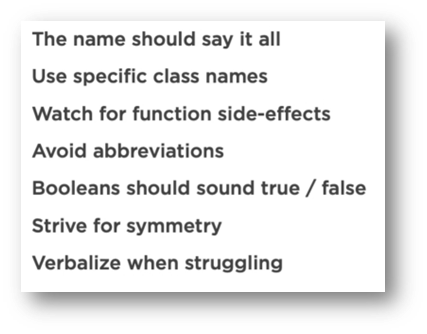 The name should say it all
Use specific class names
Watch for function side-effects
Avoid abbreviations
Booleans should sound true / false
Strive for symmetry
Verbalize when struggling